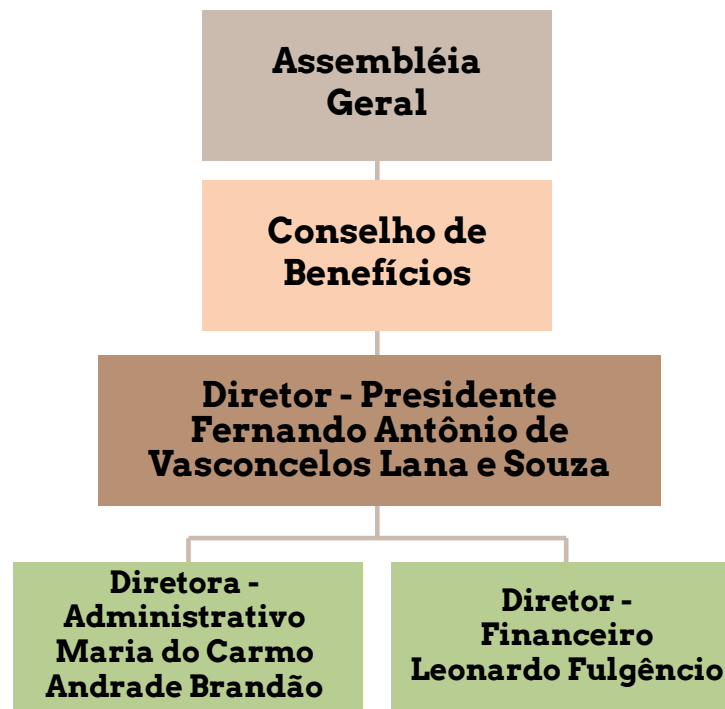 Assembléia
Geral
Conselho de
Benefícios
Diretor - Presidente
Fernando Antônio de
Vasconcelos Lana e Souza
Diretora -
Administrativo
Maria do Carmo
Andrade Brandão
Diretor -
Financeiro
Leonardo Fulgêncio